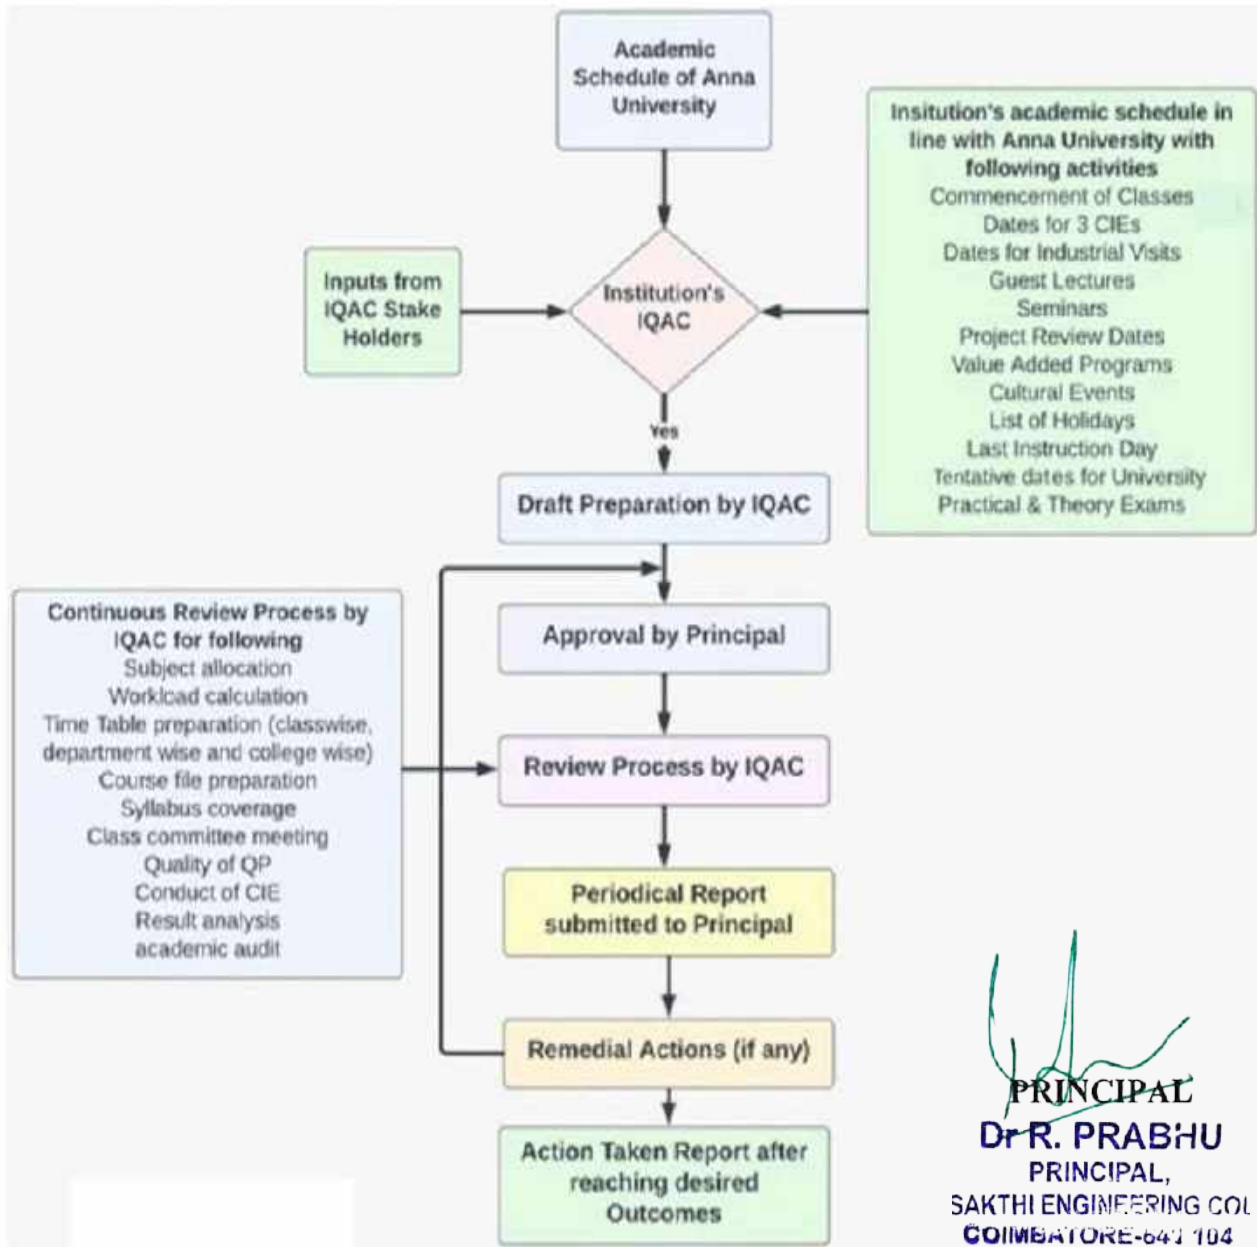 Academic
Schedule of Anna
University
Insitution's academic schedule in
line with Anna University with
following activities
Commencement of Classes
Dates for 3 CIEs
Dates for Industrial Visits
Guest Lectures
Seminars
Project Review Dates
Value Added Programs
Cultural Events
List of Holidays
Last Instruction Day
Tentative dates for University
Practical & Theory Exams
Inputs from
IQAC Stake
Holders
Institution's
IQAC
Yes
Draft Preparation by IQAC
Approval by Principal
Continuous Review Process by
IQAC for following
Subject allocation
Workload calculation
Time Table preparation (classwise,
department wise and college wise)
Course file preparation
Syllabus coverage
Class committee meeting
Quality of QP
Conduct of CIE
Result analysis
academic audit
Review Process by IQAC
Periodical Report
submitted to Principal
Remedial Actions (if any)
Action Taken Report after
reaching desired
Outcomes
PRINCIPAL
Dr R. PRABHU
PRINCIPAL,
SAKTHI ENGINEERING COL
COIMBATORE-641 104